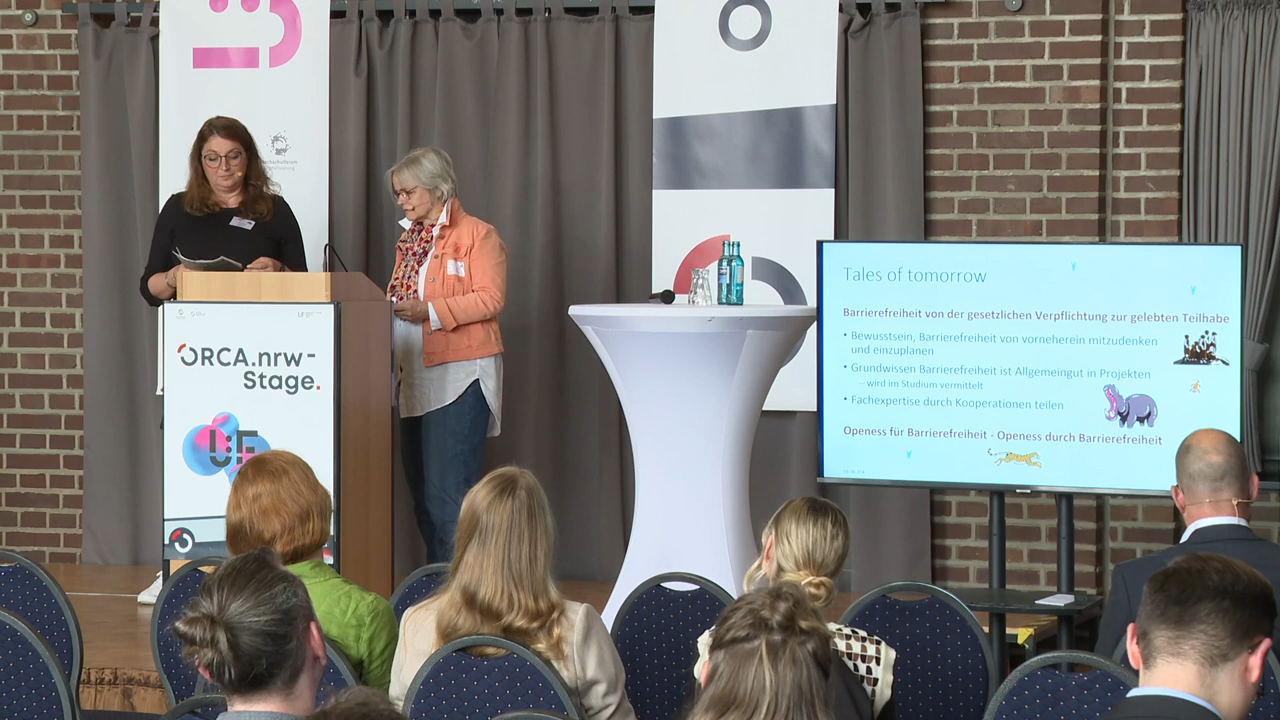 ORCA.nrw-
Stage.
U:F
Tales of tomorrow
Barrierefreiheit von der gesetzlichen Verpflichtung zur gelebten Teilhabe
• Bewusstsein, Barrierefreiheit von vorneherein mitzudenken
und einzuplanen
• Grundwissen Barrierefreiheit ist Allgemeingut in Projekten
– wird im Studium vermittelt
• Fachexpertise durch Kooperationen teilen
Openess für Barrierefreiheit - Openess durch Barrierefreiheit